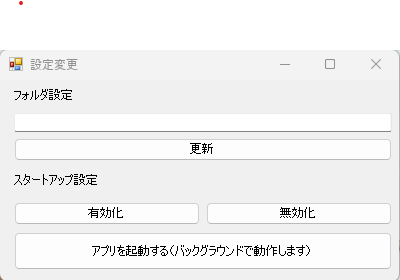 設定変更
フォルダ設定
更新
スタートアップ設定
有効化
無効化
アプリを起動する(バックグラウンドで動作します)